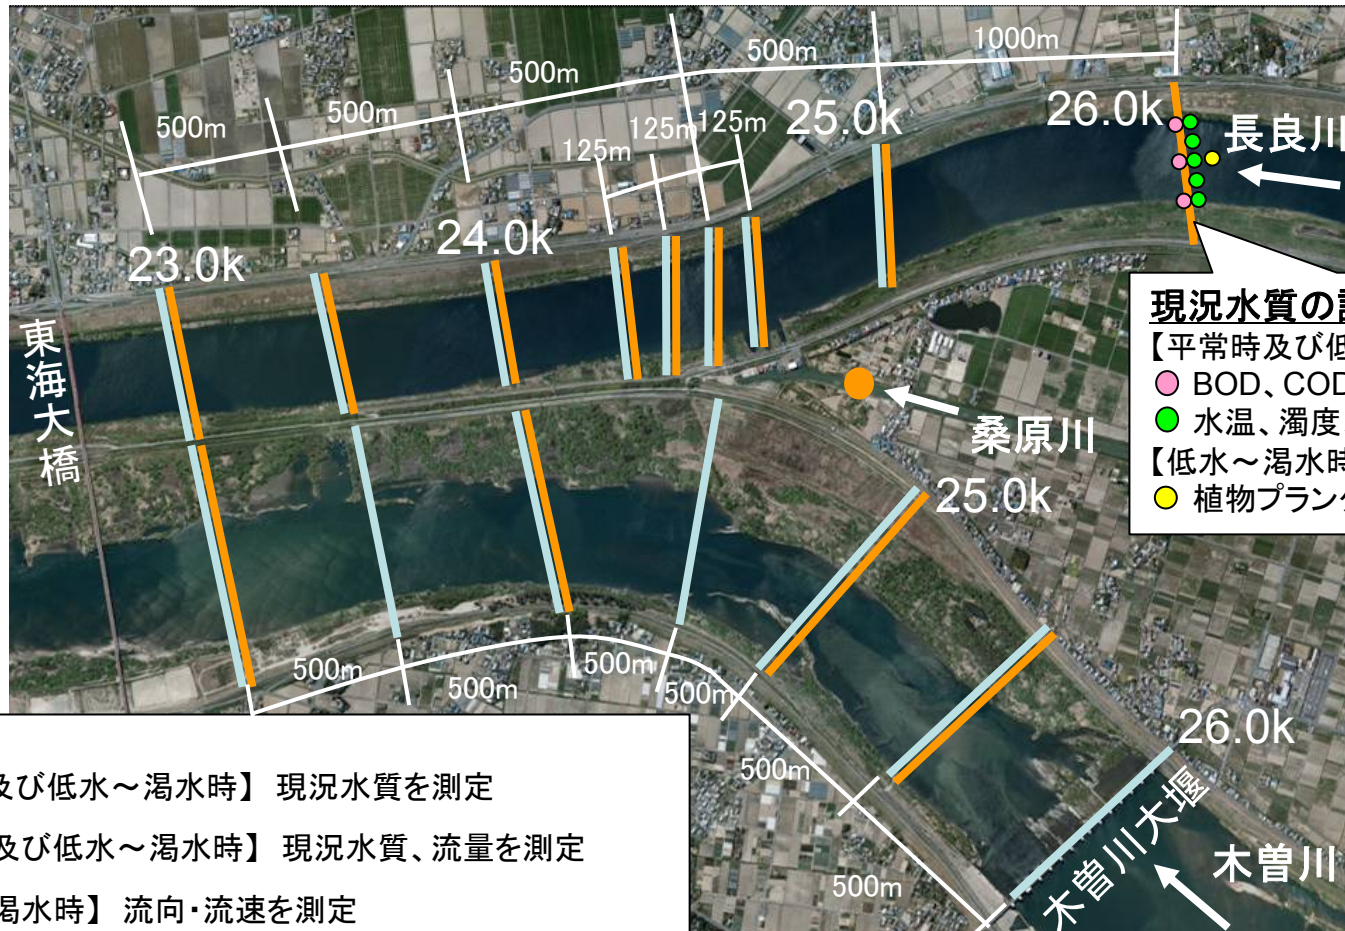 1000m
500m
500m
500m
500m
125m
125m
125m
25.0k
26.0k
長良川
24.0k
23.0k
東海大橋
桑原川
25.0k
現況水質の
【平常時及び低
BOD、COD
水温、濁度
【低水～渇水時
植物プランク
500m
500m
500m
500m
500m
500m
26.0k
木曽川大堰
木曽川
及び低水～渇水時】 現況水質を測定
及び低水～渇水時】 現況水質、流量を測定
渇水時】 流向・流速を測定